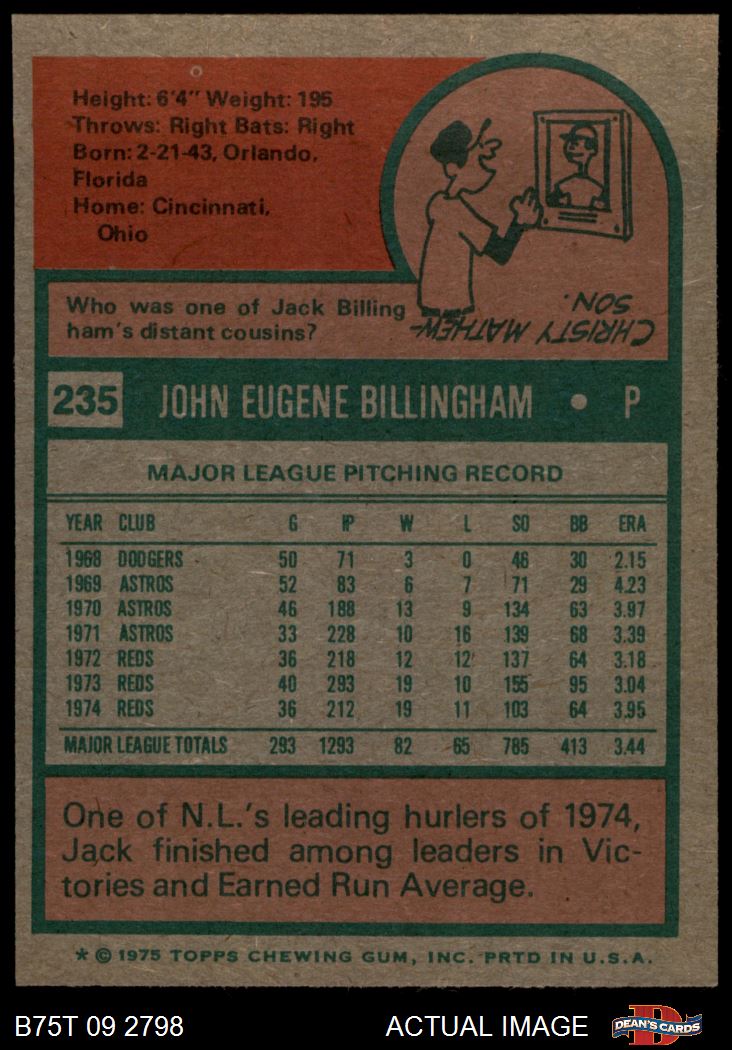 Height: 6'4" Weight: 195
Throws: Right Bats: Right
Born: 2-21-43, Orlando,
Florida
Home: Cincinnati,
Ohio
Who was one of Jack Billing
ham's distant cousins?
CHRISTY MATHEW-
SON.
235 JOHN EUGENE BILLINGHAM • P
MAJOR LEAGUE PITCHING RECORD
YEAR CLUB G IP W L SO BB ERA
1968 DODGERS 50 71 3 0 46 30 2.15
1969 ASTROS 52 83 6 7 71 29 4.23
1970 ASTROS 46 188 13 9 134 63 3.97
1971 ASTROS 33 228 10 16 139 68 3.39
1972 REDS 36 218 12 12 137 64 3.18
1973 REDS 40 293 19 10 155 95 3.04
1974 REDS 36 212 19 11 103 64 3.95
MAJOR LEAGUE TOTALS 293 1293 82 65 785 413 3.44
One of N.L.'s leading hurlers of 1974,
Jack finished among leaders in Vic-
tories and Earned Run Average.
* © 1975 TOPPS CHEWING GUM, INC. PRTD IN U.S.A.
B75T 09 2798 ACTUAL IMAGE
D
DEAN'S CARDS